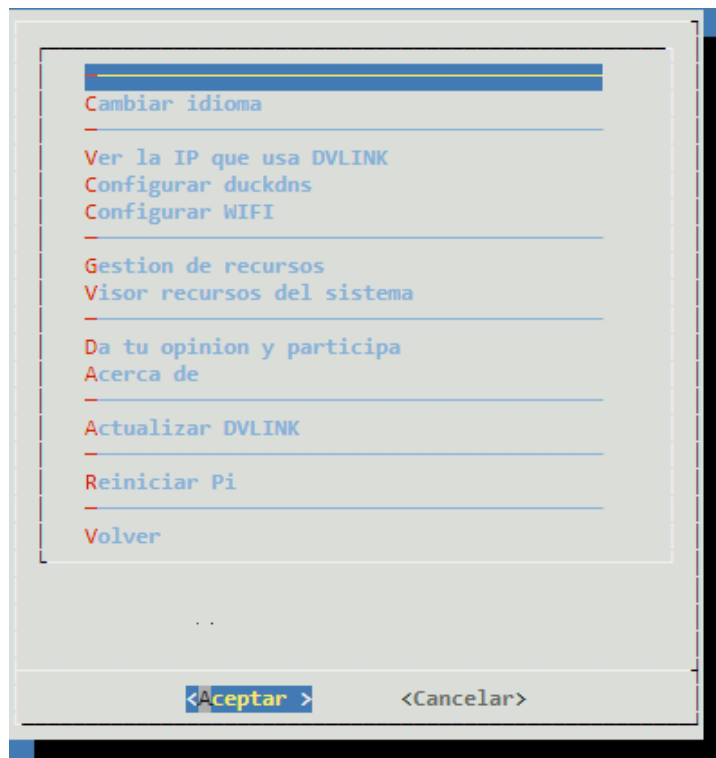 Cambiar idioma
Ver la IP que usa DVLINK
Configurar duckdns
Configurar WIFI
Gestion de recursos
Visor recursos del sistema
Da tu opinion y participa
Acerca de
Actualizar DVLINK
Reiniciar Pi
Volver
. .
<Aceptar > <Cancelar>